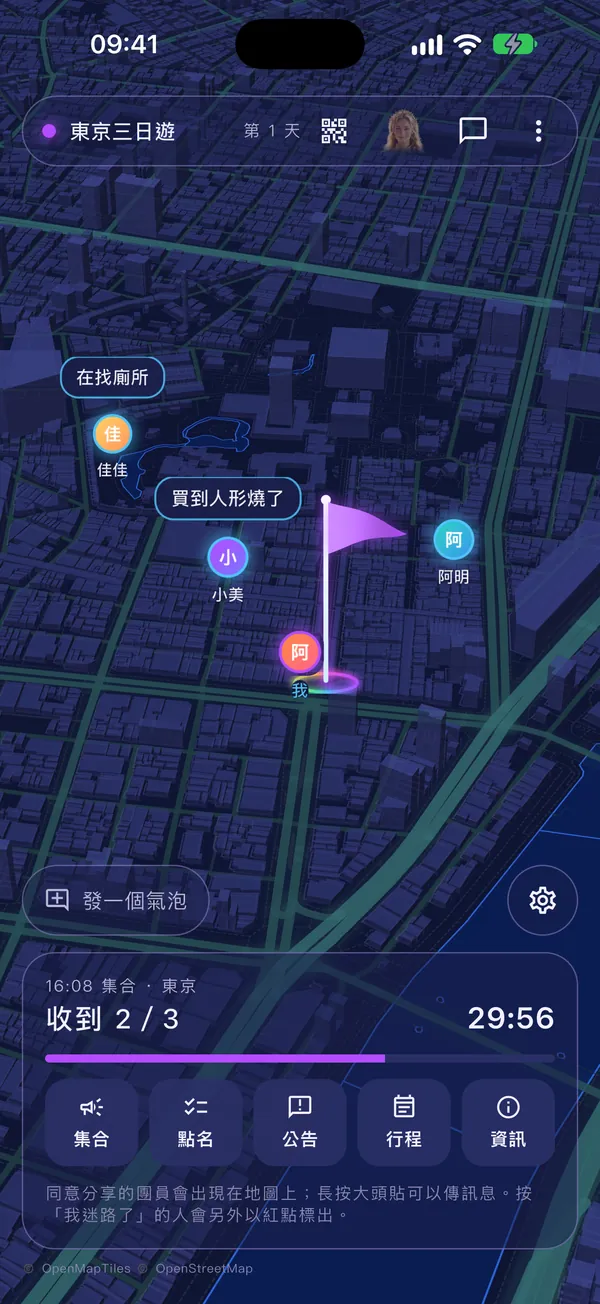 09:41
東京三日遊 第 1 天
在找廁所
佳
佳佳
買到人形燒了
小
小美
阿
阿明
阿
我
發一個氣泡
16:08 集合 · 東京
收到 2 / 3 29:56
集合 點名 公告 行程 資訊
同意分享的團員會出現在地圖上；長按大頭貼可以傳訊息。按
「我迷路了」的人會另外以紅點標出。
© OpenMapTiles © OpenStreetMap